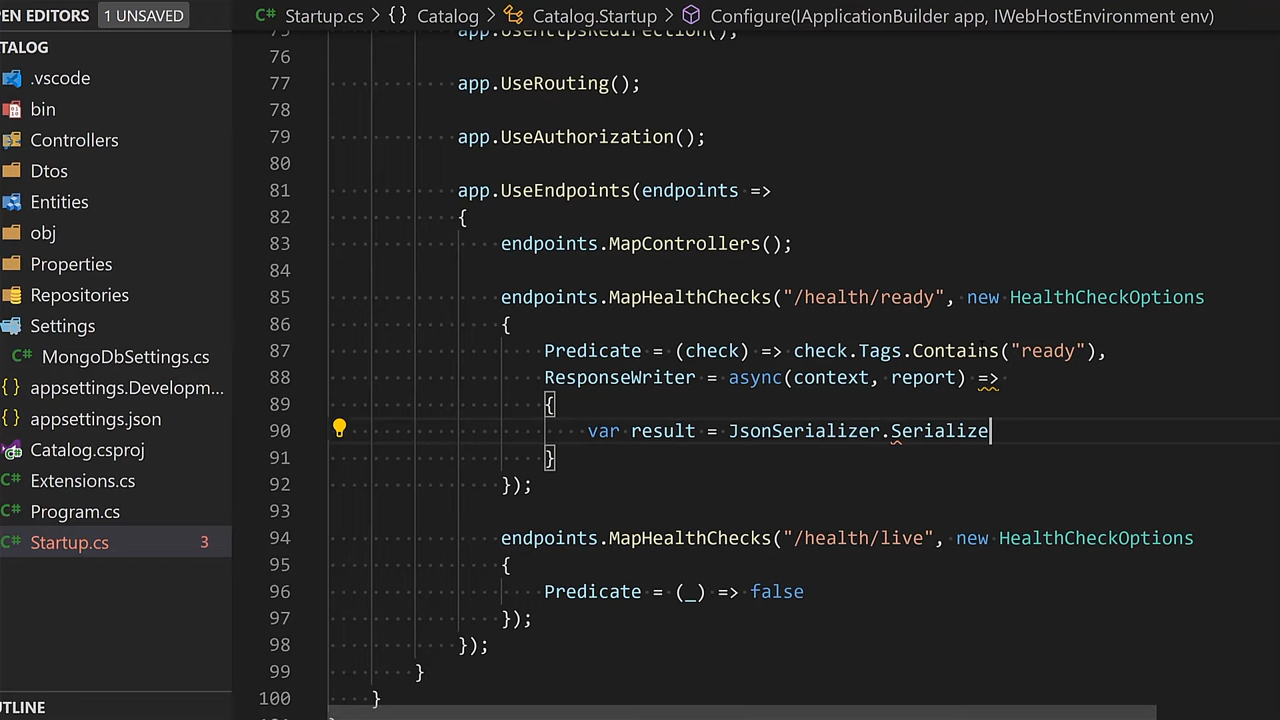 PEN EDITORS 1 UNSAVED
TALOG
.vscode
bin
Controllers
Dtos
Entities
obj
Properties
Repositories
Settings
MongoDbSettings.cs
appsettings.Developm...
appsettings.json
Catalog.csproj
Extensions.cs
Program.cs
Startup.cs 3
UTLINE
C# Startup.cs > {} Catalog > Catalog.Startup > Configure(IApplicationBuilder app, IWebHostEnvironment env)
75 app.UseHttpsRedirection();
76
77 app.UseRouting();
78
79 app.UseAuthorization();
80
81 app.UseEndpoints(endpoints =>
82 {
83 endpoints.MapControllers();
84
85 endpoints.MapHealthChecks("/health/ready", new HealthCheckOptions
86 {
87 Predicate = (check) => check.Tags.Contains("ready"),
88 ResponseWriter = async(context, report) =>
89 {
90 var result = JsonSerializer.Serialize
91 }
92 });
93
94 endpoints.MapHealthChecks("/health/live", new HealthCheckOptions
95 {
96 Predicate = (_) => false
97 });
98 });
99 }
100 }